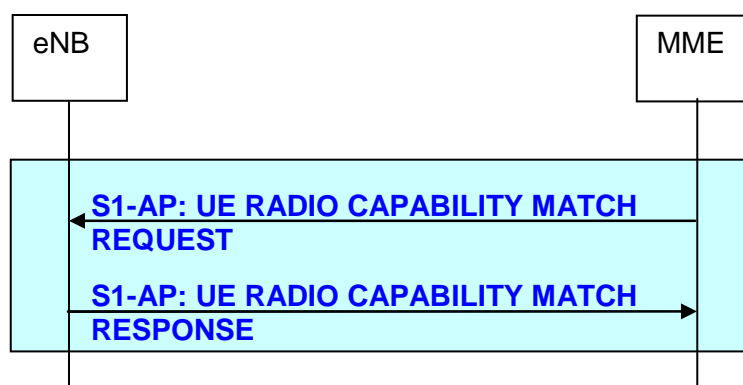 eNB
MME
S1-AP: UE RADIO CAPABILITY MATCH
REQUEST
S1-AP: UE RADIO CAPABILITY MATCH
RESPONSE